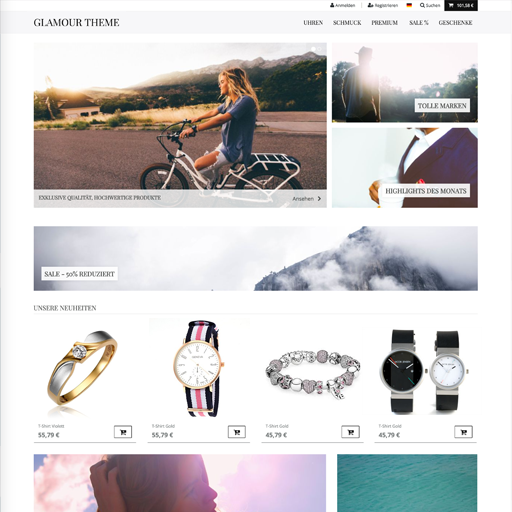 Anmelden
Registrieren
Suchen
101,58 €
GLAMOUR THEME
UHREN
SCHMUCK
PREMIUM
SALE %
GESCHENKE
TOLLE MARKEN
EXKLUSIVE QUALITÄT, HOCHWERTIGE PRODUKTE
Ansehen
HIGHLIGHTS DES MONATS
SALE – 50% REDUZIERT
UNSERE NEUHEITEN
T-Shirt Violett
55,79 €
T-Shirt Gold
55,79 €
T-Shirt Gold
45,79 €
T-Shirt Gold
45,79 €